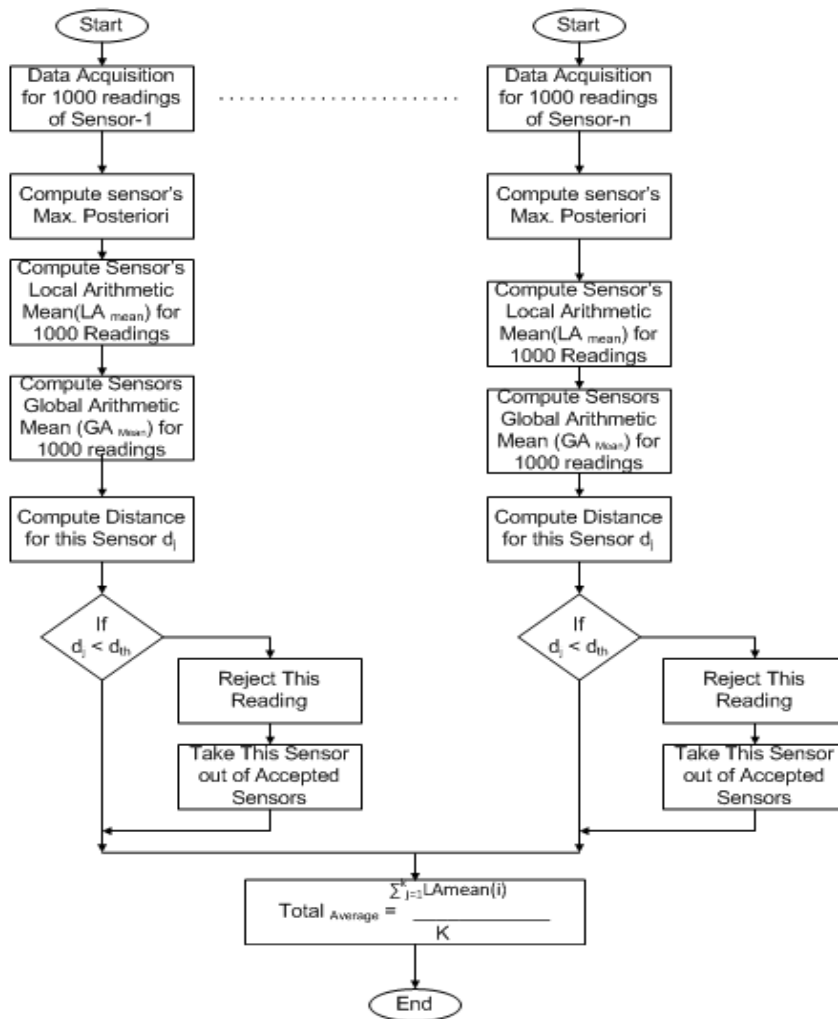 Start
Data Acquisition
for 1000 readings
of Sensor-1
Compute sensor's
Max. Posteriori
Compute Sensor's
Local Arithmetic
Mean(LA mean) for
1000 Readings
Compute Sensors
Global Arithmetic
Mean (GA Mean) for
1000 readings
Compute Distance
for this Sensor dj
If
dj < dth
Reject This
Reading
Take This Sensor
out of Accepted
Sensors
Start
Data Acquisition
for 1000 readings
of Sensor-n
Compute sensor's
Max. Posteriori
Compute Sensor's
Local Arithmetic
Mean(LA mean) for
1000 Readings
Compute Sensors
Global Arithmetic
Mean (GA Mean) for
1000 readings
Compute Distance
for this Sensor dj
If
dj < dth
Reject This
Reading
Take This Sensor
out of Accepted
Sensors
∑kj=1LAmean(i)
Total Average =
K
End